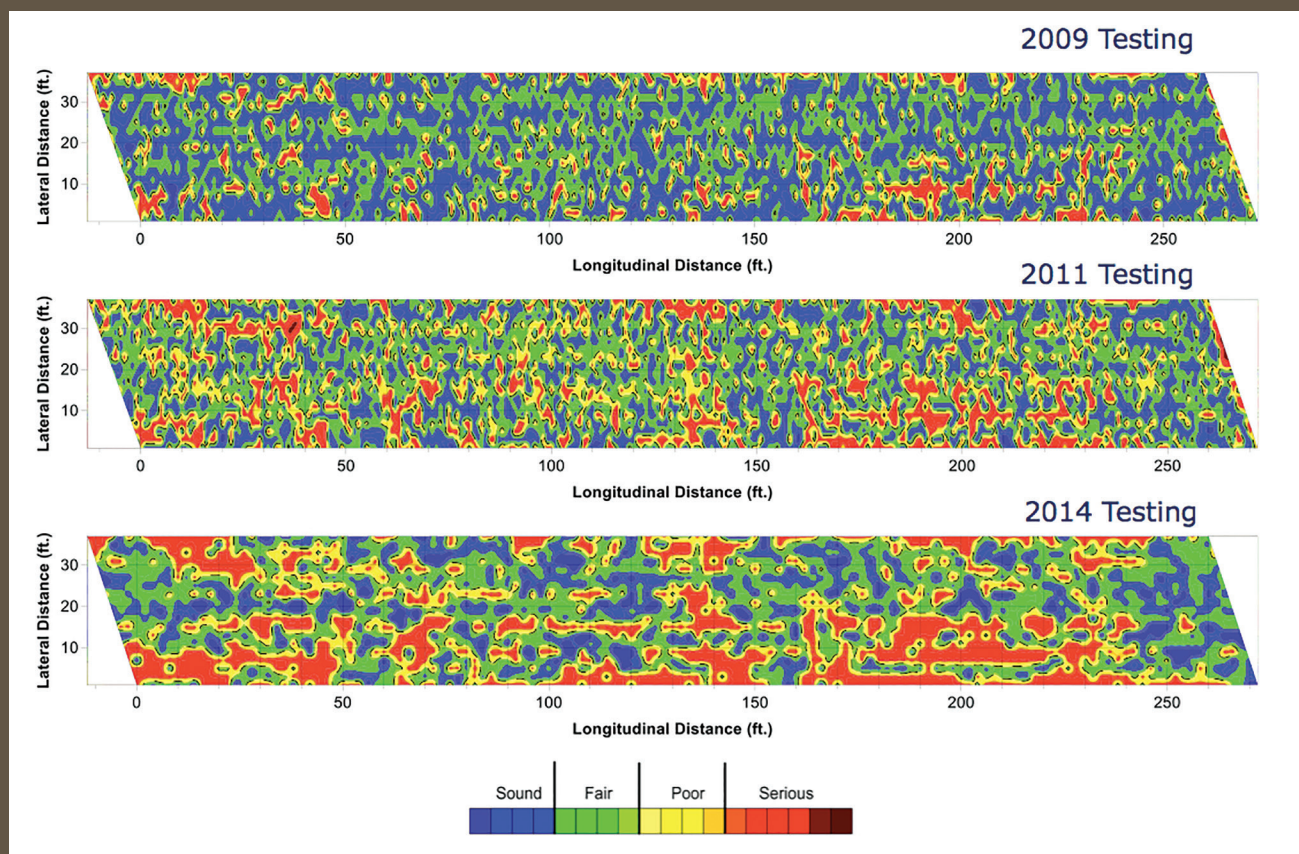 2009 Testing
Lateral Distance (ft.)
30
20
10
0 50 100 150 200 250
Longitudinal Distance (ft.)
2011 Testing
Lateral Distance (ft.)
30
20
10
0 50 100 150 200 250
Longitudinal Distance (ft.)
2014 Testing
Lateral Distance (ft.)
30
20
10
0 50 100 150 200 250
Longitudinal Distance (ft.)
Sound Fair Poor Serious